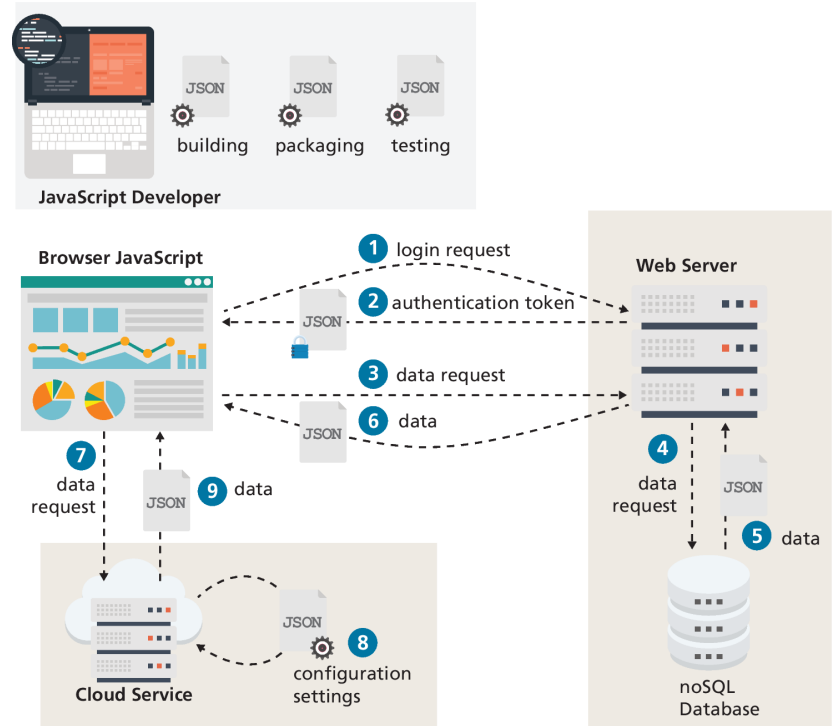 JSON
JSON
JSON
building
packaging
testing
JavaScript Developer
Browser JavaScript
1 login request
Web Server
2 authentication token
JSON
3 data request
6 data
JSON
7
data
request
JSON
9 data
4
data
request
JSON
5 data
JSON
8
configuration
settings
Cloud Service
noSQL
Database